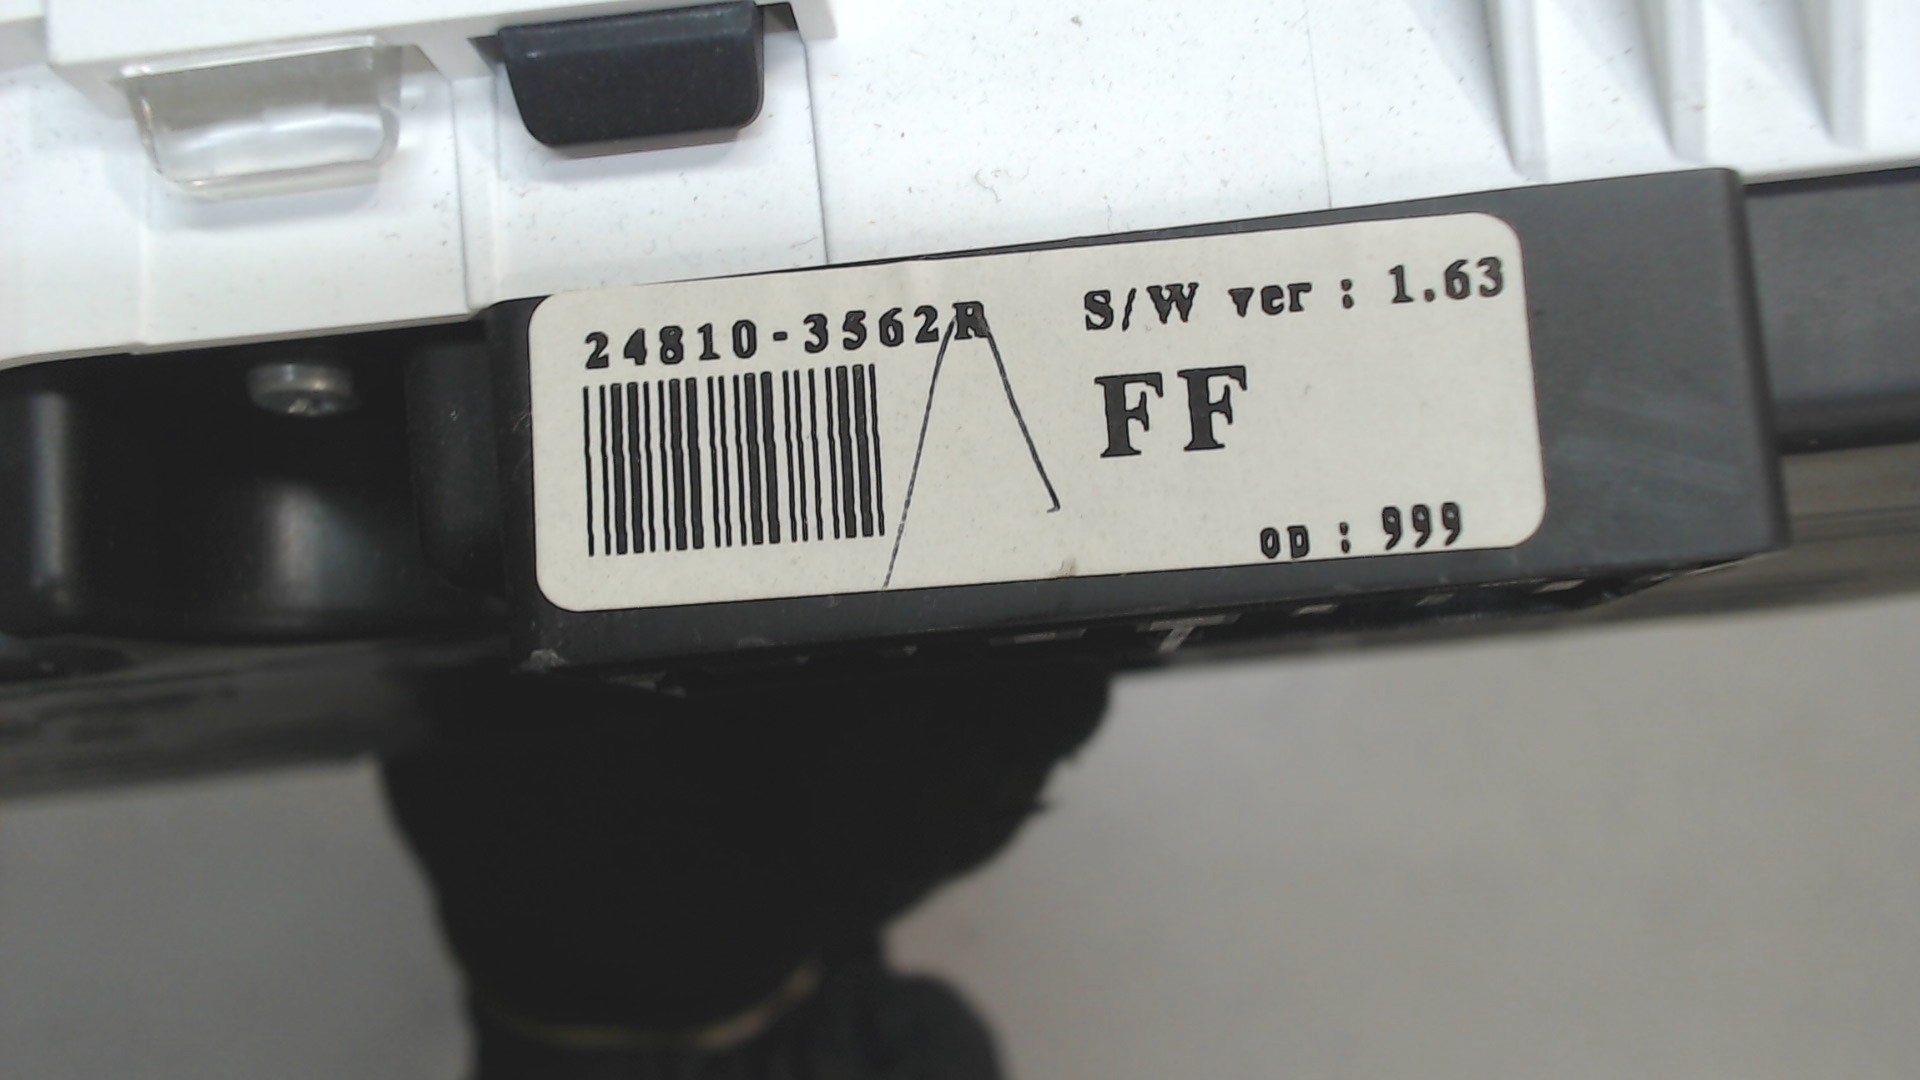 24810-3562R
S/W ver : 1.63
FF
OD : 999